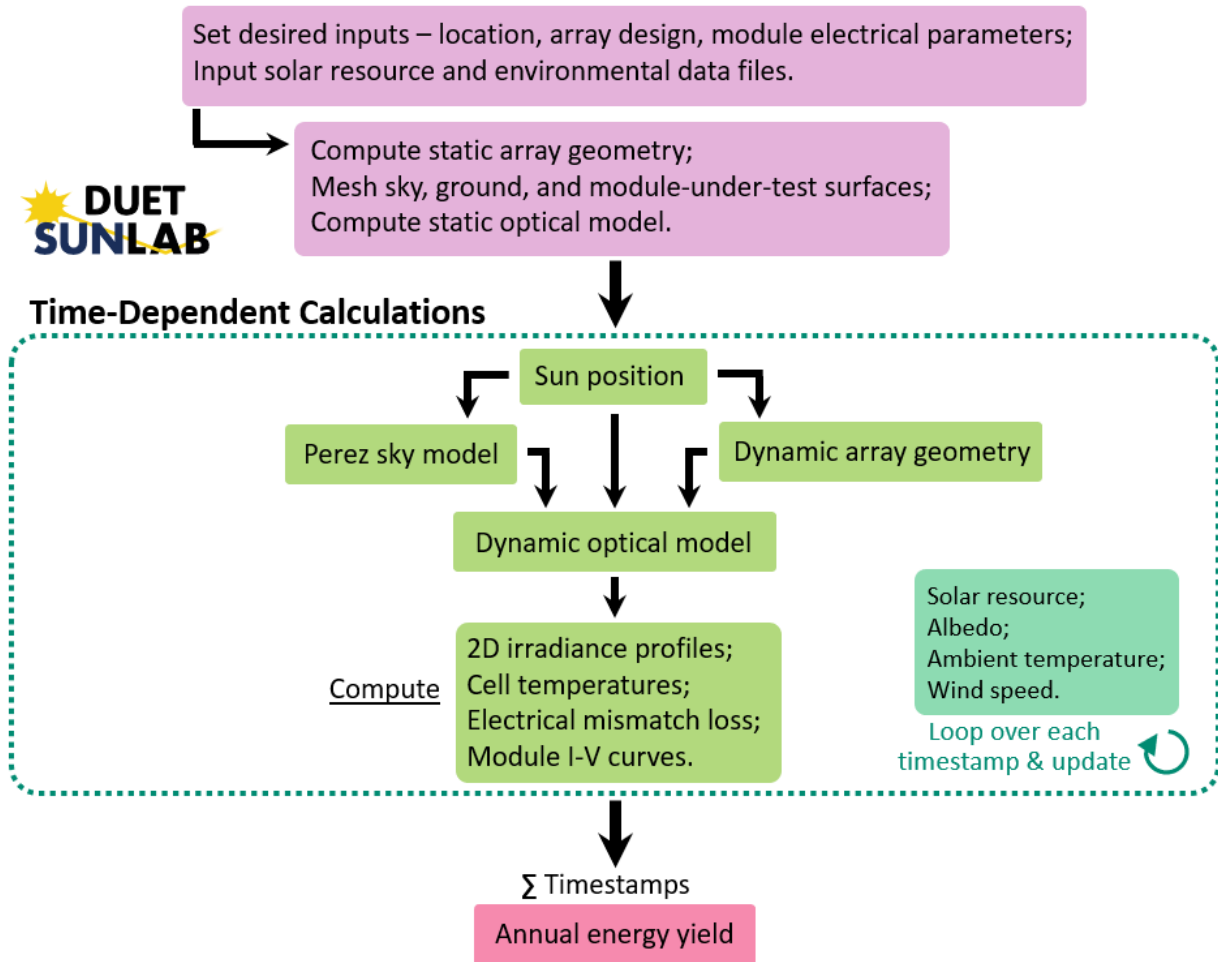 Set desired inputs – location, array design, module electrical parameters;
Input solar resource and environmental data files.
Compute static array geometry;
Mesh sky, ground, and module-under-test surfaces;
Compute static optical model.
DUET
SUNLAB
Time-Dependent Calculations
Sun position
Perez sky model
Dynamic array geometry
Dynamic optical model
Compute
2D irradiance profiles;
Cell temperatures;
Electrical mismatch loss;
Module I-V curves.
Solar resource;
Albedo;
Ambient temperature;
Wind speed.
Loop over each
timestamp & update
∑ Timestamps
Annual energy yield